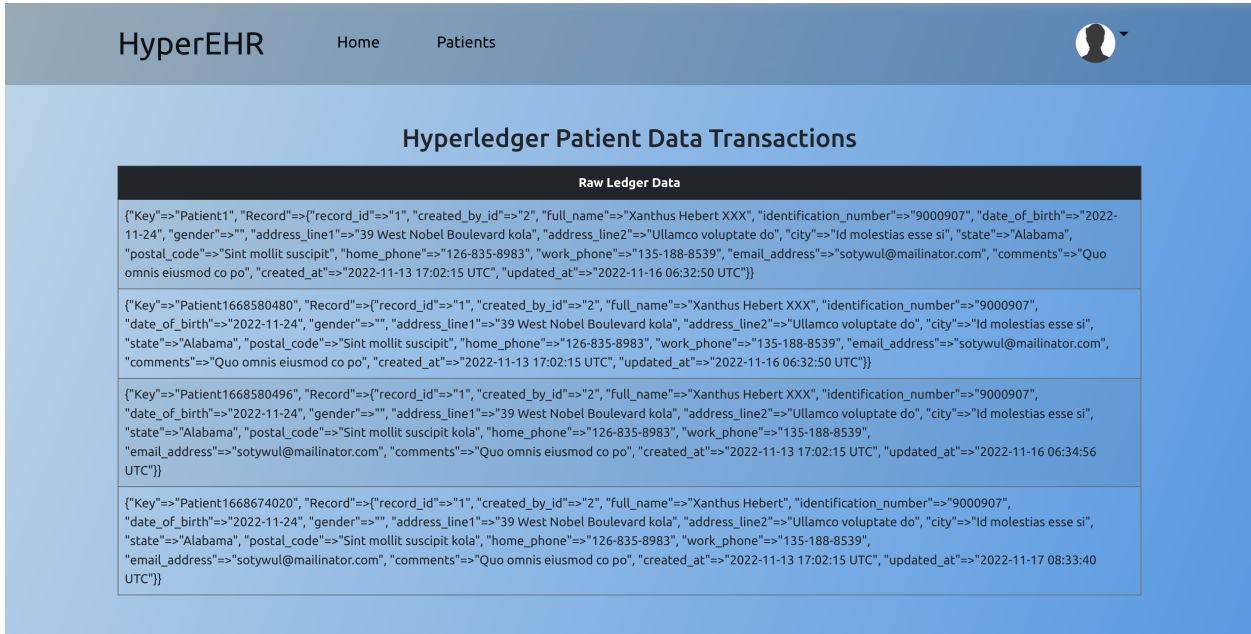 HyperEHR Home Patients
Hyperledger Patient Data Transactions
Raw Ledger Data
{"Key"=>"Patient1", "Record"=>{"record_id"=>"1", "created_by_id"=>"2", "full_name"=>"Xanthus Hebert XXX", "identification_number"=>"9000907", "date_of_birth"=>"2022-
11-24", "gender"=>"", "address_line1"=>"39 West Nobel Boulevard kola", "address_line2"=>"Ullamco voluptate do", "city"=>"Id molestias esse si", "state"=>"Alabama",
"postal_code"=>"Sint mollit suscipit", "home_phone"=>"126-835-8983", "work_phone"=>"135-188-8539", "email_address"=>"sotywul@mailinator.com", "comments"=>"Quo
omnis eiusmod co po", "created_at"=>"2022-11-13 17:02:15 UTC", "updated_at"=>"2022-11-16 06:32:50 UTC"}}
{"Key"=>"Patient1668580480", "Record"=>{"record_id"=>"1", "created_by_id"=>"2", "full_name"=>"Xanthus Hebert XXX", "identification_number"=>"9000907",
"date_of_birth"=>"2022-11-24", "gender"=>"", "address_line1"=>"39 West Nobel Boulevard kola", "address_line2"=>"Ullamco voluptate do", "city"=>"Id molestias esse si",
"state"=>"Alabama", "postal_code"=>"Sint mollit suscipit", "home_phone"=>"126-835-8983", "work_phone"=>"135-188-8539", "email_address"=>"sotywul@mailinator.com",
"comments"=>"Quo omnis eiusmod co po", "created_at"=>"2022-11-13 17:02:15 UTC", "updated_at"=>"2022-11-16 06:32:50 UTC"}}
{"Key"=>"Patient1668580496", "Record"=>{"record_id"=>"1", "created_by_id"=>"2", "full_name"=>"Xanthus Hebert XXX", "identification_number"=>"9000907",
"date_of_birth"=>"2022-11-24", "gender"=>"", "address_line1"=>"39 West Nobel Boulevard kola", "address_line2"=>"Ullamco voluptate do", "city"=>"Id molestias esse si",
"state"=>"Alabama", "postal_code"=>"Sint mollit suscipit kola", "home_phone"=>"126-835-8983", "work_phone"=>"135-188-8539",
"email_address"=>"sotywul@mailinator.com", "comments"=>"Quo omnis eiusmod co po", "created_at"=>"2022-11-13 17:02:15 UTC", "updated_at"=>"2022-11-16 06:34:56
UTC"}}
{"Key"=>"Patient1668674020", "Record"=>{"record_id"=>"1", "created_by_id"=>"2", "full_name"=>"Xanthus Hebert", "identification_number"=>"9000907",
"date_of_birth"=>"2022-11-24", "gender"=>"", "address_line1"=>"39 West Nobel Boulevard kola", "address_line2"=>"Ullamco voluptate do", "city"=>"Id molestias esse si",
"state"=>"Alabama", "postal_code"=>"Sint mollit suscipit kola", "home_phone"=>"126-835-8983", "work_phone"=>"135-188-8539",
"email_address"=>"sotywul@mailinator.com", "comments"=>"Quo omnis eiusmod co po", "created_at"=>"2022-11-13 17:02:15 UTC", "updated_at"=>"2022-11-17 08:33:40
UTC"}}